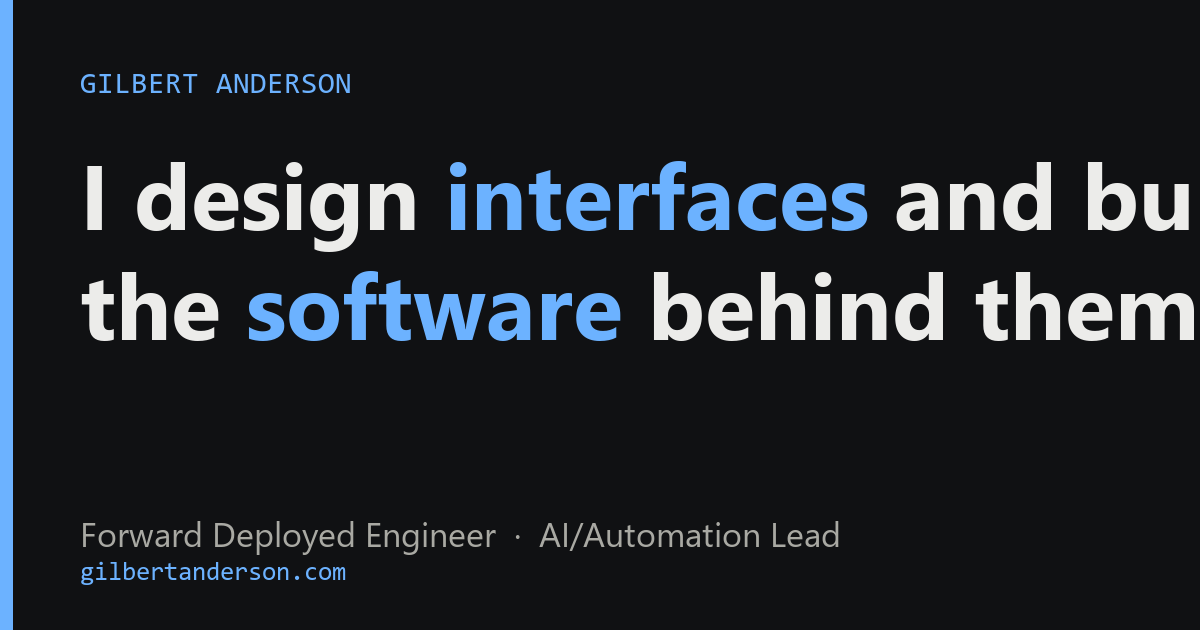 GILBERT ANDERSON
I design interfaces and bu
the software behind them
Forward Deployed Engineer · AI/Automation Lead
gilbertanderson.com